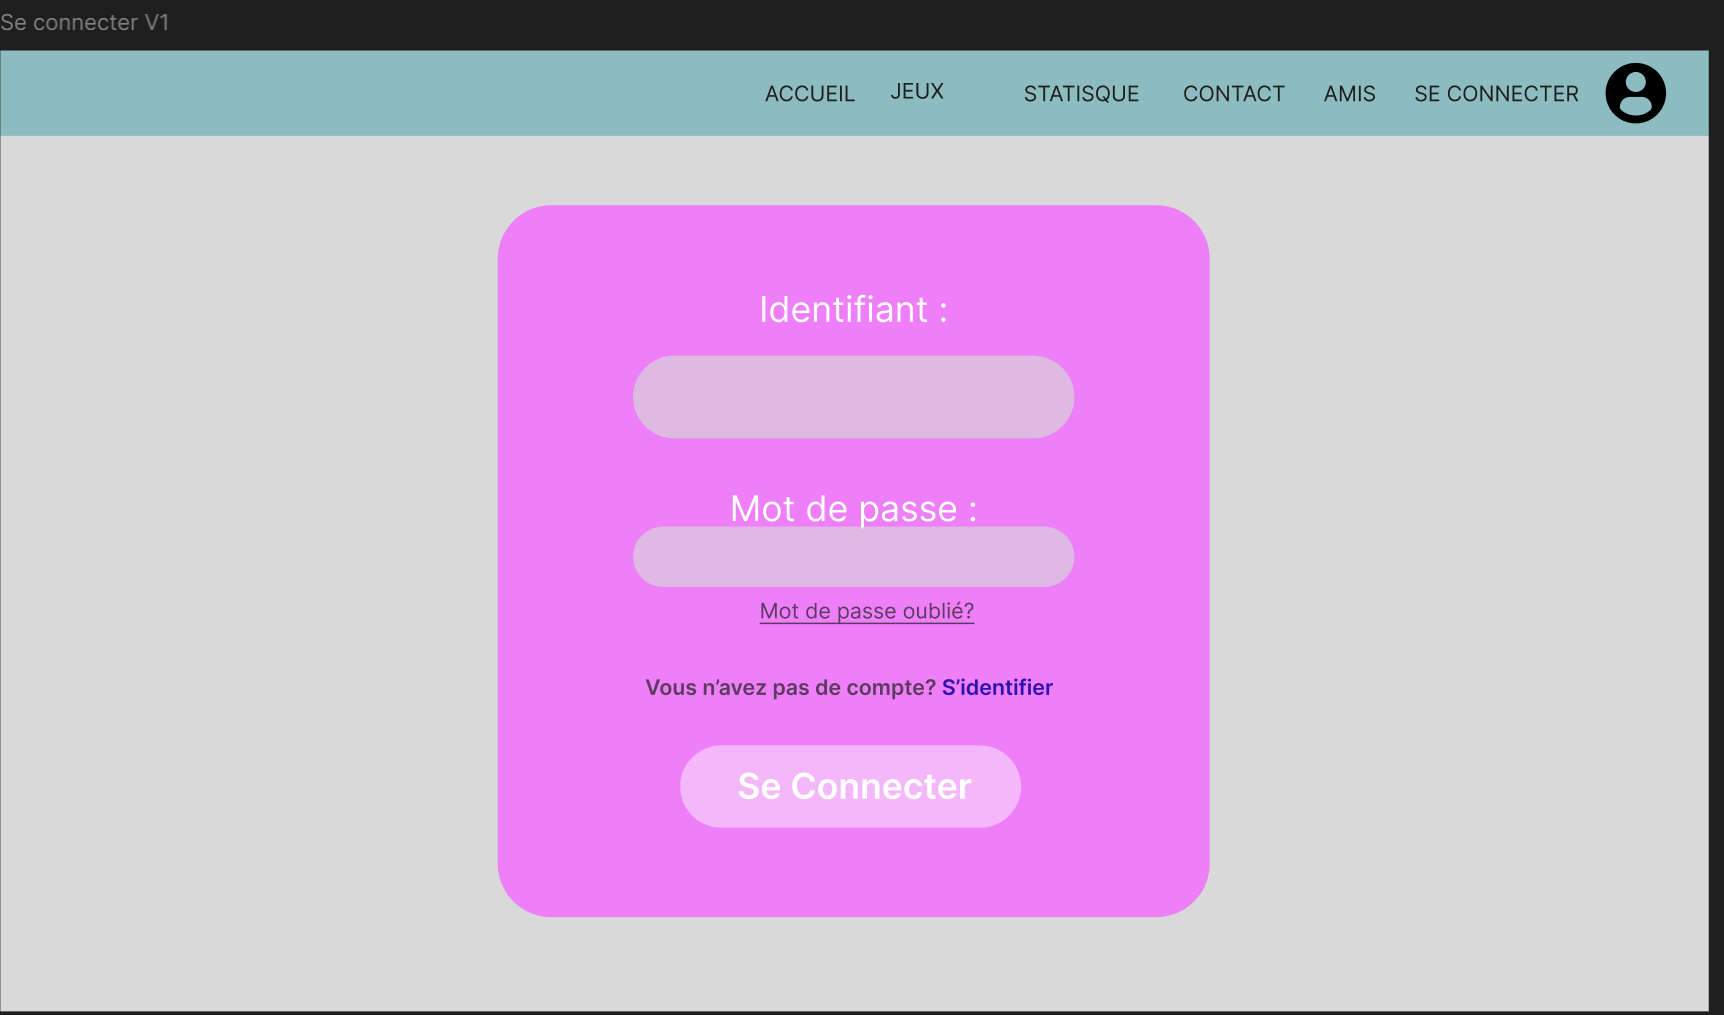 Se connecter V1
ACCUEIL JEUX STATISQUE CONTACT AMIS SE CONNECTER
Identifiant :
Mot de passe :
Mot de passe oublié?
Vous n’avez pas de compte? S’identifier
Se Connecter